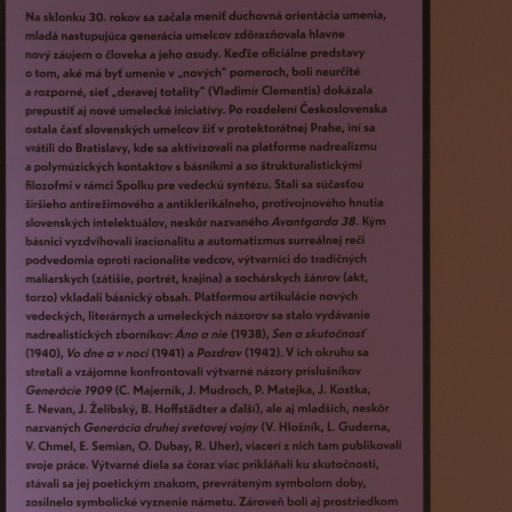 Na sklonku 30. rokov sa začala meniť duchovná orientácia umenia,
mladá nastupujúca generácia umelcov zdôrazňovala hlavne
nový záujem o človeka a jeho osudy. Keďže oficiálne predstavy
o tom, aké má byť umenie v „nových“ pomeroch, boli neurčité
a rozporné, sieť „deravej totality“ (Vladimír Clementis) dokázala
prepustiť aj nové umelecké iniciatívy. Po rozdelení Československa
ostala časť slovenských umelcov žiť v protektorátnej Prahe, iní sa
vrátili do Bratislavy, kde sa aktivizovali na platforme nadrealizmu
a polymúzických kontaktov s básnikmi a so štrukturalistickými
filozofmi v rámci Spolku pre vedeckú syntézu. Stali sa súčasťou
širšieho antirežimového a antiklerikálneho, protivojnového hnutia
slovenských intelektuálov, neskôr nazvaného Avantgarda 38. Kým
básnici vyzdvihovali iracionalitu a automatizmus surreálnej reči
podvedomia oproti racionalite vedcov, výtvarníci do tradičných
maliarskych (zátišie, portrét, krajina) a sochárskych žánrov (akt,
torzo) vkladali básnický obsah. Platformou artikulácie nových
vedeckých, literárnych a umeleckých názorov sa stalo vydávanie
nadrealistických zborníkov: Áno a nie (1938), Sen a skutočnosť
(1940), Vo dne a v noci (1941) a Pozdrav (1942). V ich okruhu sa
stretali a vzájomne konfrontovali výtvarné názory príslušníkov
Generácie 1909 (C. Majerník, J. Mudroch, P. Matejka, J. Kostka,
E. Nevan, J. Želibský, B. Hoffstädter a ďalší), ale aj mladších, neskôr
nazvaných Generácia druhej svetovej vojny (V. Hložník, L. Guderna,
V. Chmel, E. Semian, O. Dubay, R. Uher), viacerí z nich tam publikovali
svoje práce. Výtvarné diela sa čoraz viac prikláňali ku skutočnosti,
stávali sa jej poetickým znakom, prevráteným symbolom doby,
zosilnelo symbolické vyznenie námetu. Zároveň boli aj prostriedkom